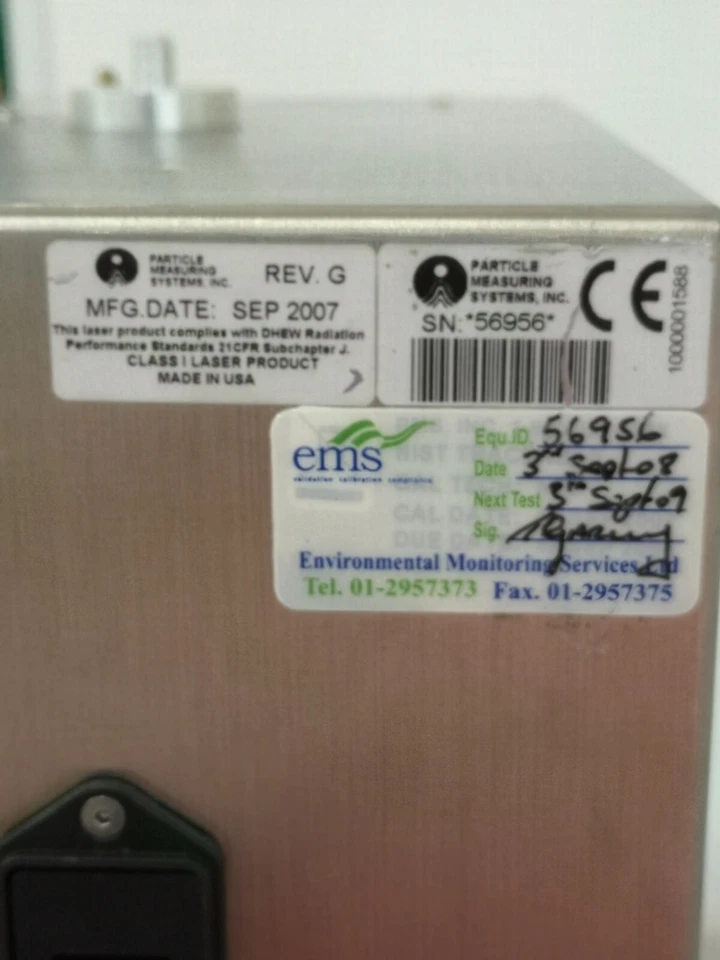 PARTICLE
MEASURING
SYSTEMS, INC.
REV. G
MFG.DATE: SEP 2007
This laser product complies with DHEW Radiation
Performance Standards 21CFR Subchapter J.
CLASS I LASER PRODUCT
MADE IN USA
PARTICLE
MEASURING
SYSTEMS, INC.
SN:*56956*
CE
1000001588
ems
validation calibration compliance
Equ.ID. 56956
Date 3rd Sept 08
Next Test 3rd Sept 09
Sig.
Environmental Monitoring Services Ltd
Tel. 01-2957373 Fax. 01-2957375